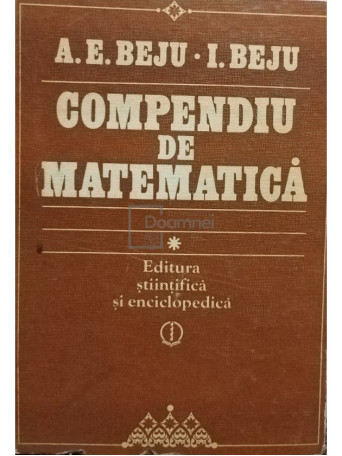 A. E. BEJU · I. BEJU
COMPENDIU
DE
MATEMATICĂ
Doamnei
Editura
științifică
și enciclopedică